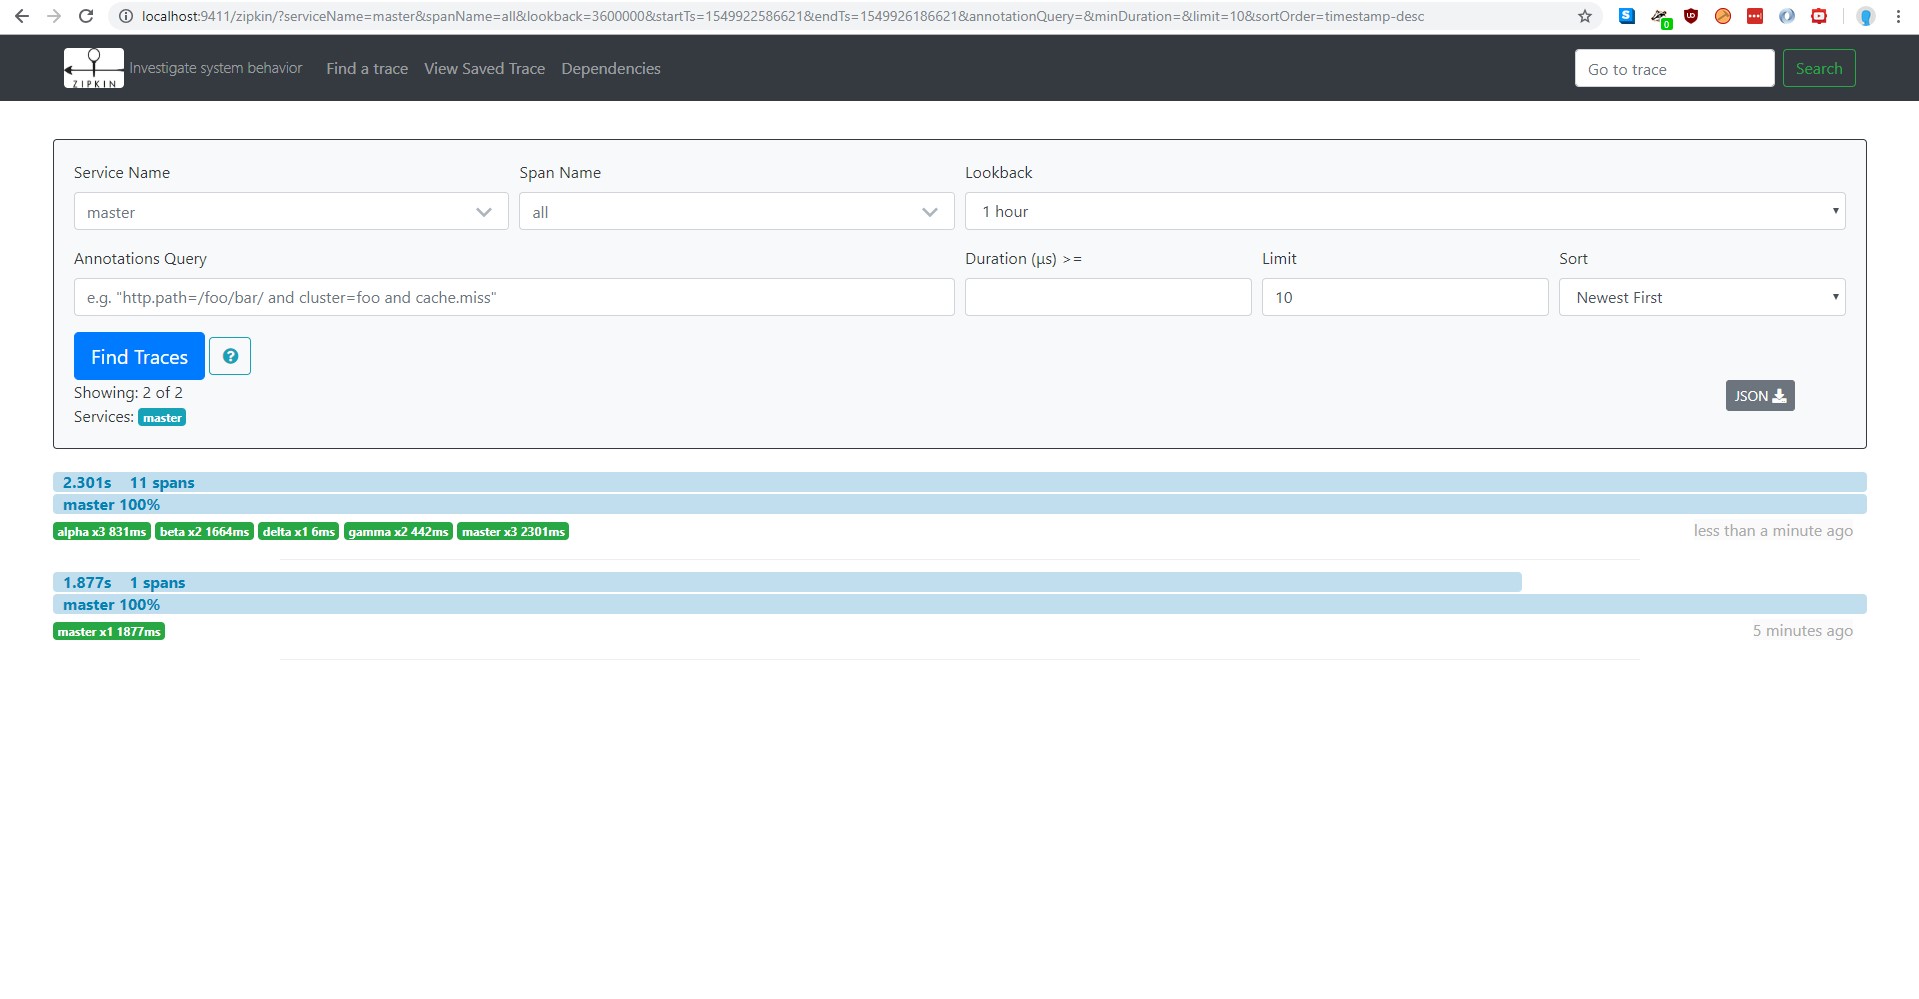 localhost:9411/zipkin/?serviceName=master&spanName=all&lookback=3600000&startTs=1549922586621&endTs=1549926186621&annotationQuery=&minDuration=&limit=10&sortOrder=timestamp-desc
S 0 UD
ZIPKIN Investigate system behavior Find a trace View Saved Trace Dependencies Go to trace Search
Service Name Span Name Lookback
master all 1 hour
Annotations Query Duration (µs) >= Limit Sort
e.g. "http.path=/foo/bar/ and cluster=foo and cache.miss" 10 Newest First
Find Traces ?
Showing: 2 of 2 JSON
Services: master
2.301s 11 spans
master 100%
alpha x3 831ms beta x2 1664ms delta x1 6ms gamma x2 442ms master x3 2301ms less than a minute ago
1.877s 1 spans
master 100%
master x1 1877ms 5 minutes ago